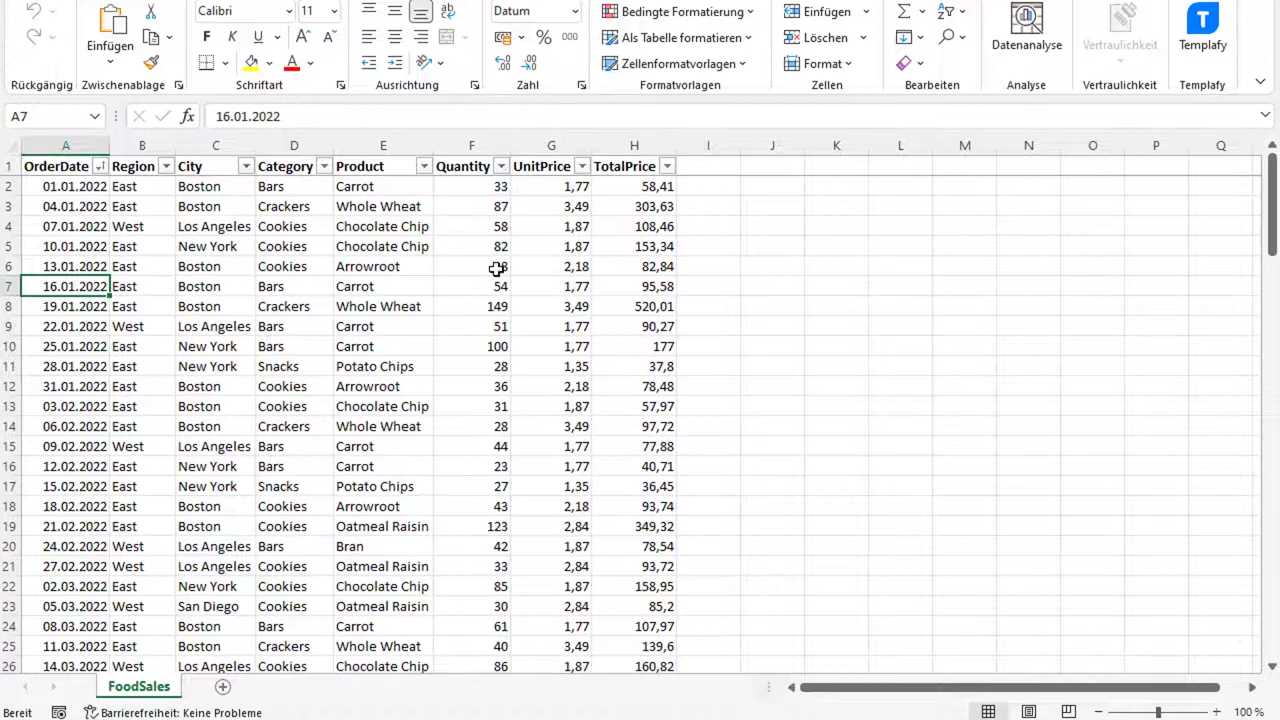 Calibri 11 Datum Bedingte Formatierung Einfügen
Einfügen F K U A A 000 Als Tabelle formatieren Löschen Datenanalyse Vertraulichkeit Templafy
A Zellenformatvorlagen Format
Rückgängig Zwischenablage Schriftart Ausrichtung Zahl Formatvorlagen Zellen Bearbeiten Analyse Vertraulichkeit Templafy
A7 fx 16.01.2022
A B C D E F G H I J K L M N O P Q
1 OrderDate Region City Category Product Quantity UnitPrice TotalPrice
2 01.01.2022 East Boston Bars Carrot 33 1,77 58,41
3 04.01.2022 East Boston Crackers Whole Wheat 87 3,49 303,63
4 07.01.2022 West Los Angeles Cookies Chocolate Chip 58 1,87 108,46
5 10.01.2022 East New York Cookies Chocolate Chip 82 1,87 153,34
6 13.01.2022 East Boston Cookies Arrowroot 2,18 82,84
7 16.01.2022 East Boston Bars Carrot 54 1,77 95,58
8 19.01.2022 East Boston Crackers Whole Wheat 149 3,49 520,01
9 22.01.2022 West Los Angeles Bars Carrot 51 1,77 90,27
10 25.01.2022 East New York Bars Carrot 100 1,77 177
11 28.01.2022 East New York Snacks Potato Chips 28 1,35 37,8
12 31.01.2022 East Boston Cookies Arrowroot 36 2,18 78,48
13 03.02.2022 East Boston Cookies Chocolate Chip 31 1,87 57,97
14 06.02.2022 East Boston Crackers Whole Wheat 28 3,49 97,72
15 09.02.2022 West Los Angeles Bars Carrot 44 1,77 77,88
16 12.02.2022 East New York Bars Carrot 23 1,77 40,71
17 15.02.2022 East New York Snacks Potato Chips 27 1,35 36,45
18 18.02.2022 East Boston Cookies Arrowroot 43 2,18 93,74
19 21.02.2022 East Boston Cookies Oatmeal Raisin 123 2,84 349,32
20 24.02.2022 West Los Angeles Bars Bran 42 1,87 78,54
21 27.02.2022 West Los Angeles Cookies Oatmeal Raisin 33 2,84 93,72
22 02.03.2022 East New York Cookies Chocolate Chip 85 1,87 158,95
23 05.03.2022 West San Diego Cookies Oatmeal Raisin 30 2,84 85,2
24 08.03.2022 East Boston Bars Carrot 61 1,77 107,97
25 11.03.2022 East Boston Crackers Whole Wheat 40 3,49 139,6
26 14.03.2022 West Los Angeles Cookies Chocolate Chip 86 1,87 160,82
FoodSales
Bereit Barrierefreiheit: Keine Probleme 100 %